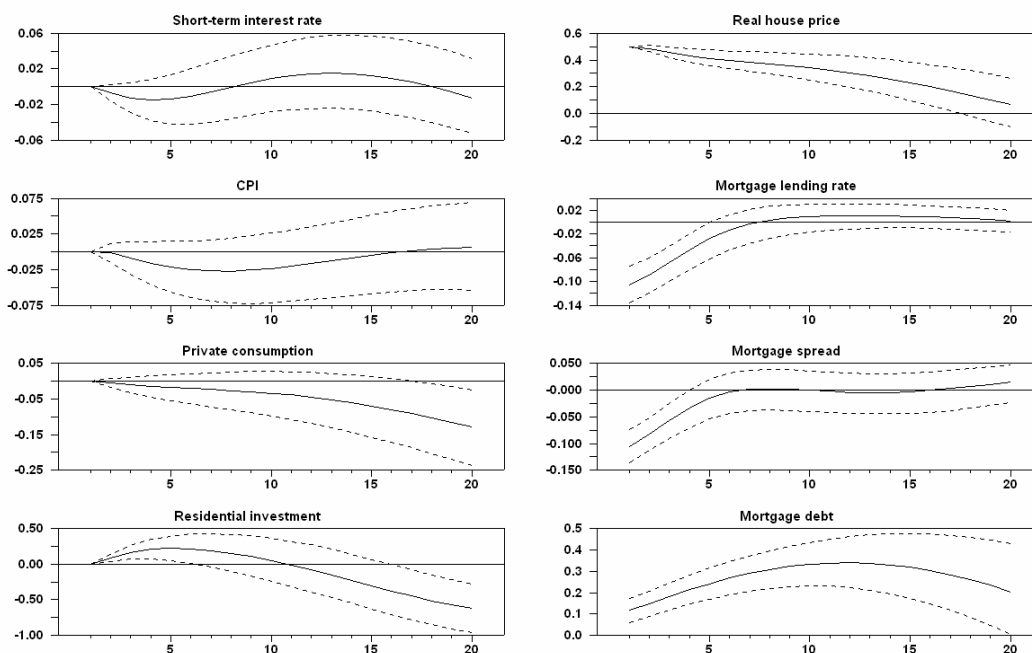 Short-term interest rate
0.06
0.02
-0.02
-0.06
5 10 15 20
Real house price
0.6
0.4
0.2
0.0
-0.2
5 10 15 20
CPI
0.075
0.025
-0.025
-0.075
5 10 15 20
Mortgage lending rate
0.02
-0.02
-0.06
-0.10
-0.14
5 10 15 20
Private consumption
0.05
-0.05
-0.15
-0.25
5 10 15 20
Mortgage spread
0.050
-0.000
-0.050
-0.100
-0.150
5 10 15 20
Residential investment
0.50
0.00
-0.50
-1.00
5 10 15 20
Mortgage debt
0.5
0.4
0.3
0.2
0.1
0.0
5 10 15 20